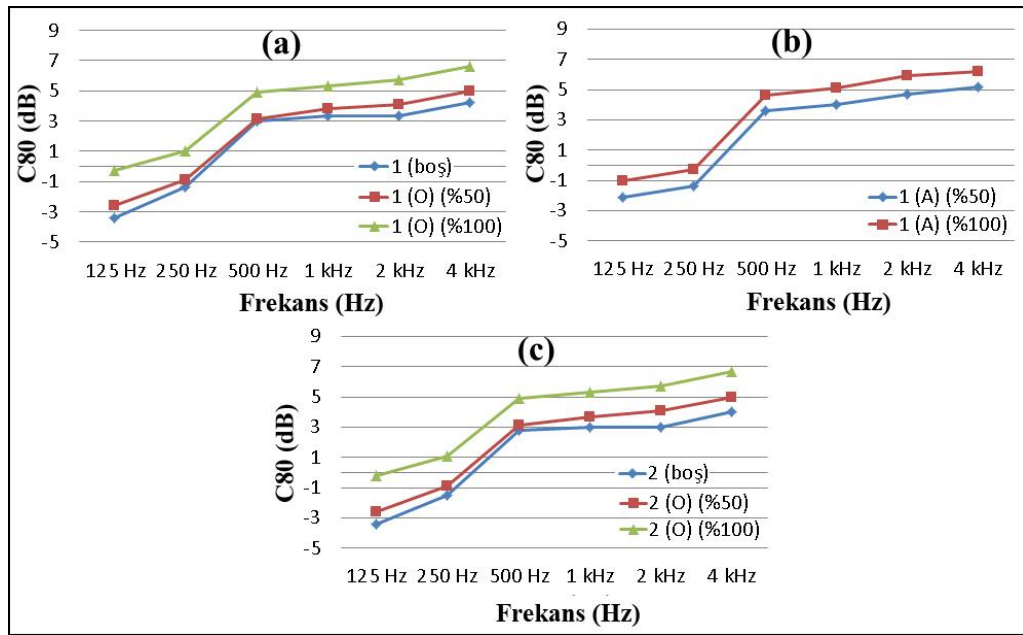 (a)
C80 (dB)
9
7
5
3
1
-1
-3
-5
1 (boş)
1 (O) (%50)
1 (O) (%100)
125 Hz 250 Hz 500 Hz 1 kHz 2 kHz 4 kHz
Frekans (Hz)
(b)
C80 (dB)
9
7
5
3
1
-1
-3
-5
1 (A) (%50)
1 (A) (%100)
125 Hz 250 Hz 500 Hz 1 kHz 2 kHz 4 kHz
Frekans (Hz)
(c)
C80 (dB)
9
7
5
3
1
-1
-3
-5
2 (boş)
2 (O) (%50)
2 (O) (%100)
125 Hz 250 Hz 500 Hz 1 kHz 2 kHz 4 kHz
Frekans (Hz)